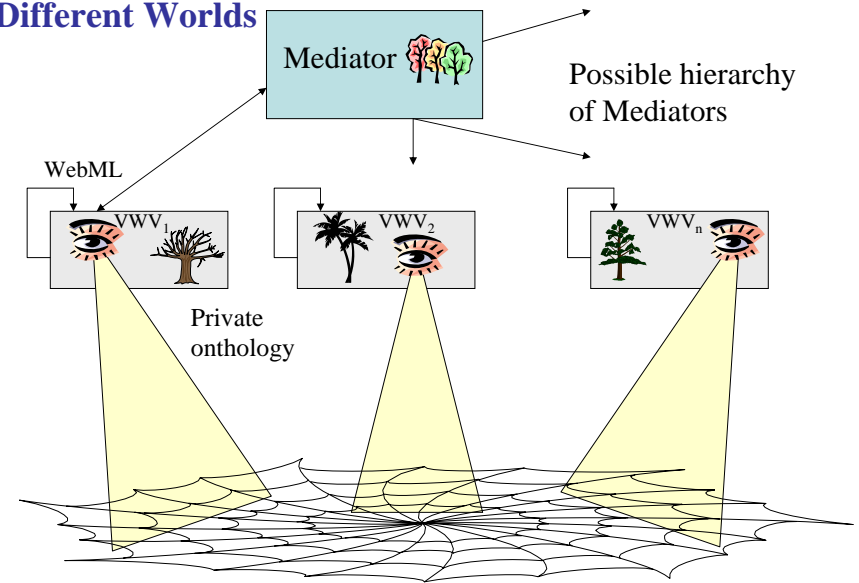 Different Worlds
Mediator
Possible hierarchy
of Mediators
WebML
VWV1
VWV2
VWVn
Private
onthology